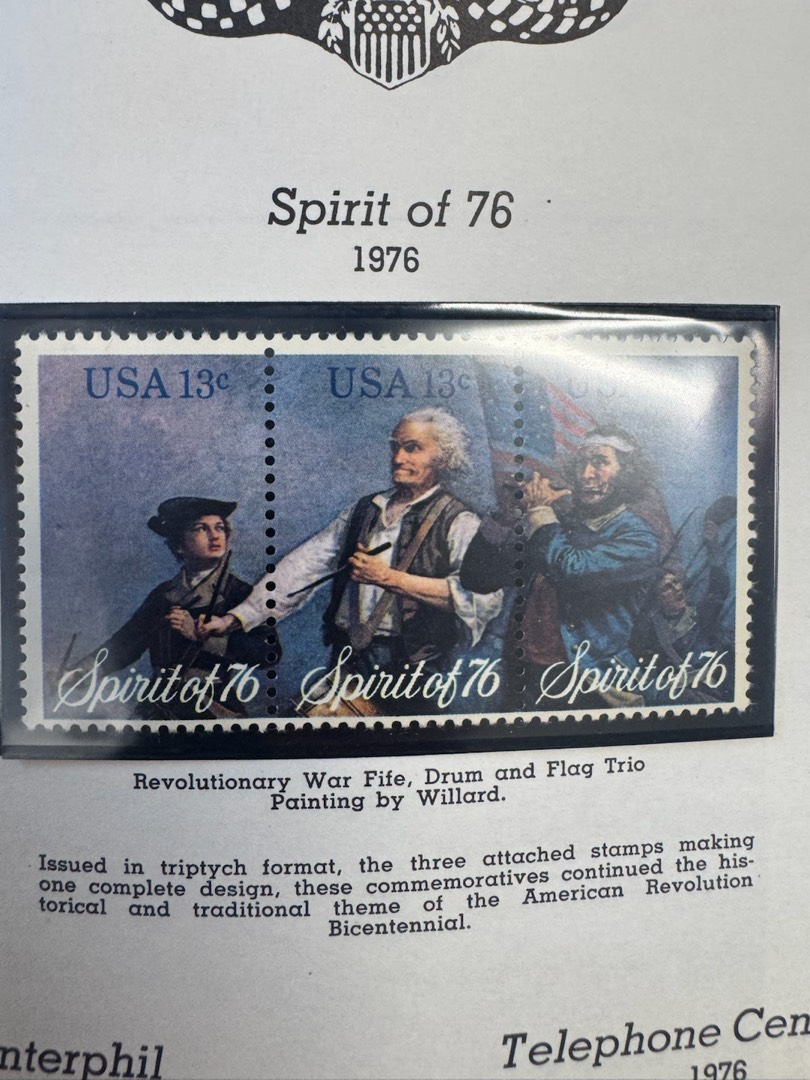 Spirit of 76
1976
USA 13c USA 13c US
Spirit of 76 Spirit of 76 Spirit of 76
Revolutionary War Fife, Drum and Flag Trio
Painting by Willard.
Issued in triptych format, the three attached stamps making
one complete design, these commemoratives continued the his-
torical and traditional theme of the American Revolution
Bicentennial.
nterphil Telephone Cen
1976